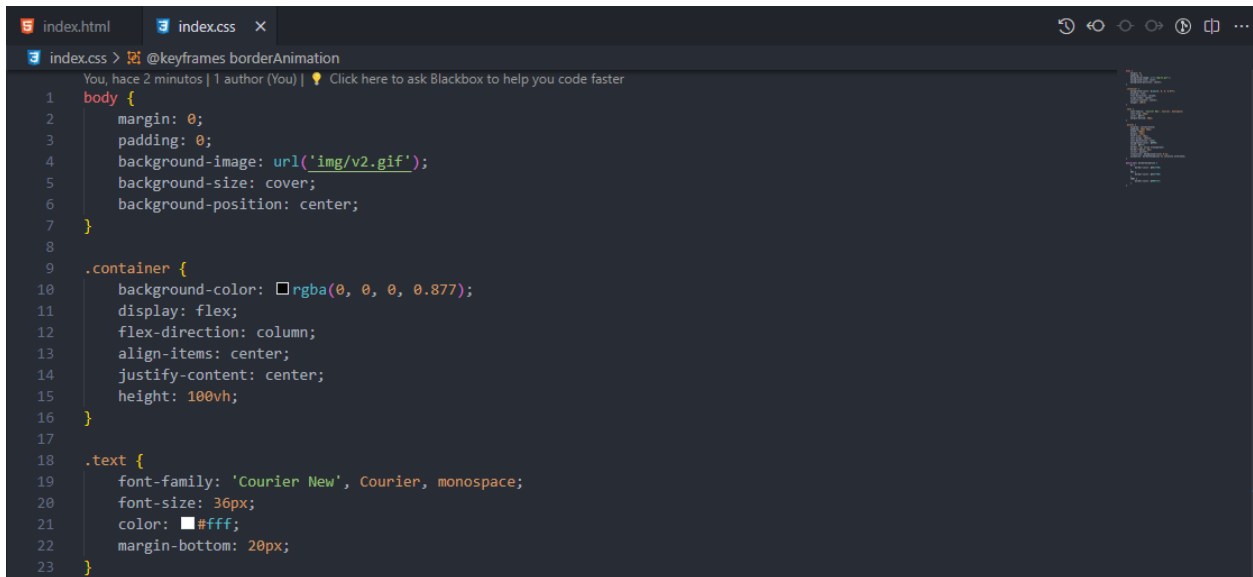 index.html index.css
index.css > @keyframes borderAnimation
You, hace 2 minutos | 1 author (You) | Click here to ask Blackbox to help you code faster
1 body {
2 margin: 0;
3 padding: 0;
4 background-image: url('img/v2.gif');
5 background-size: cover;
6 background-position: center;
7 }
8
9 .container {
10 background-color: rgba(0, 0, 0, 0.877);
11 display: flex;
12 flex-direction: column;
13 align-items: center;
14 justify-content: center;
15 height: 100vh;
16 }
17
18 .text {
19 font-family: 'Courier New', Courier, monospace;
20 font-size: 36px;
21 color: #fff;
22 margin-bottom: 20px;
23 }